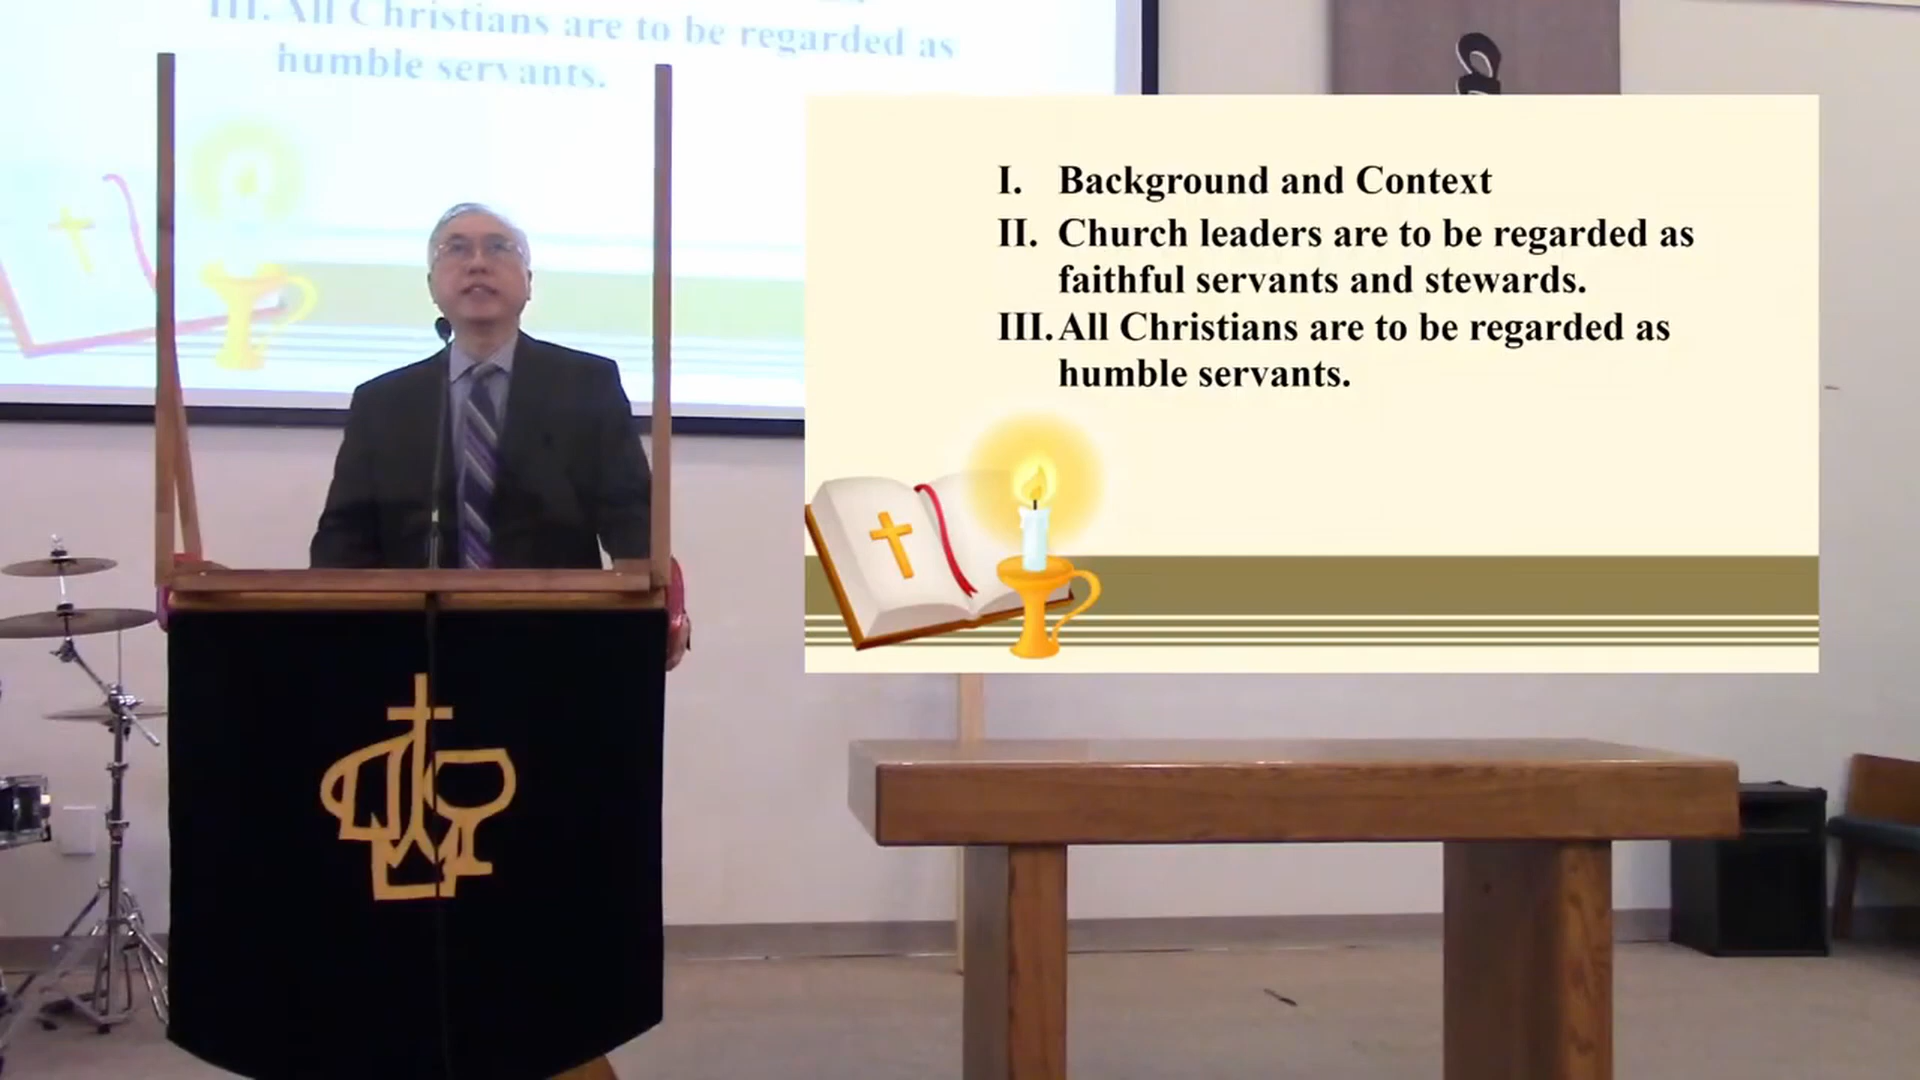 III. All Christians are to be regarded as
humble servants.
I. Background and Context
II. Church leaders are to be regarded as
faithful servants and stewards.
III. All Christians are to be regarded as
humble servants.